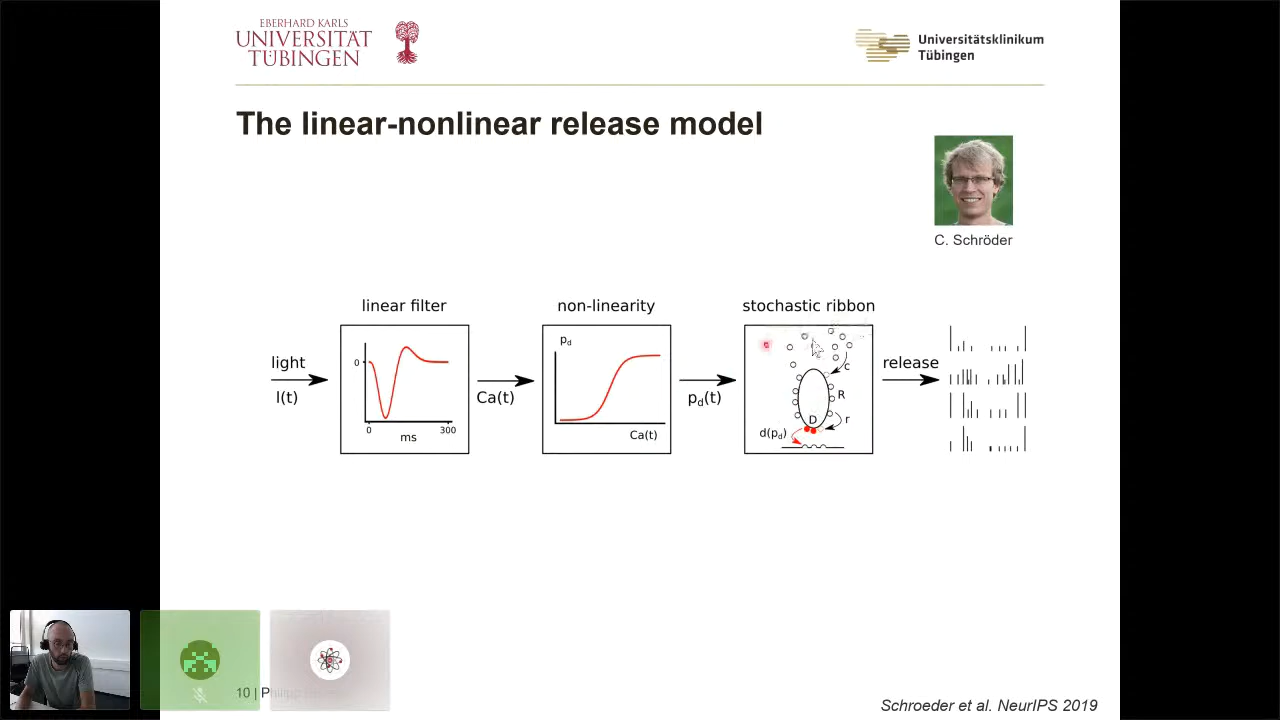 EBERHARD KARLS
UNIVERSITÄT
TÜBINGEN
Universitätsklinikum
Tübingen
The linear-nonlinear release model
C. Schröder
linear filter
non-linearity
stochastic ribbon
light
I(t)
0
0
300
ms
Ca(t)
p_d
Ca(t)
p_d(t)
c
R
D
r
d(p_d)
release
10 |
Schroeder et al. NeurIPS 2019